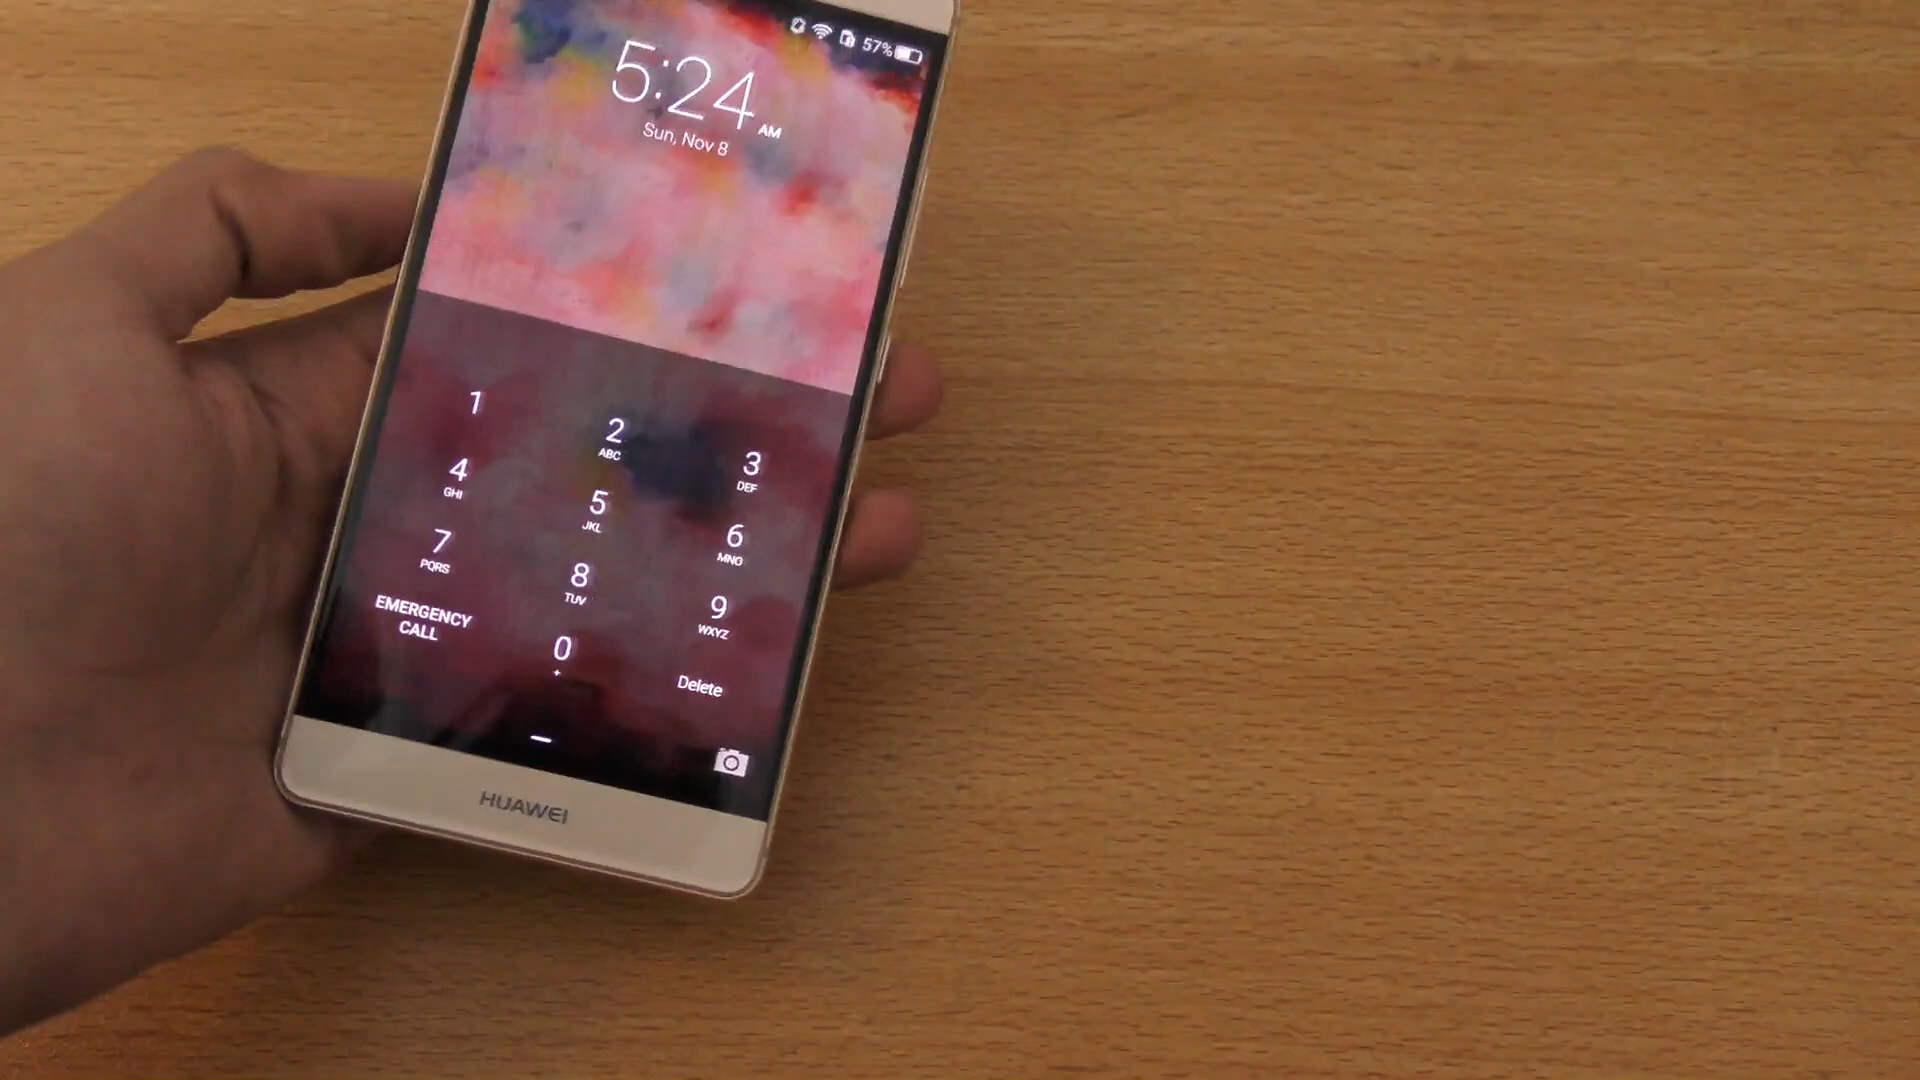 57%
5:24 AM
Sun, Nov 8
1
2
ABC
3
DEF
4
GHI
5
JKL
6
MNO
7
PQRS
8
TUV
9
WXYZ
EMERGENCY
CALL
0
+
Delete
HUAWEI